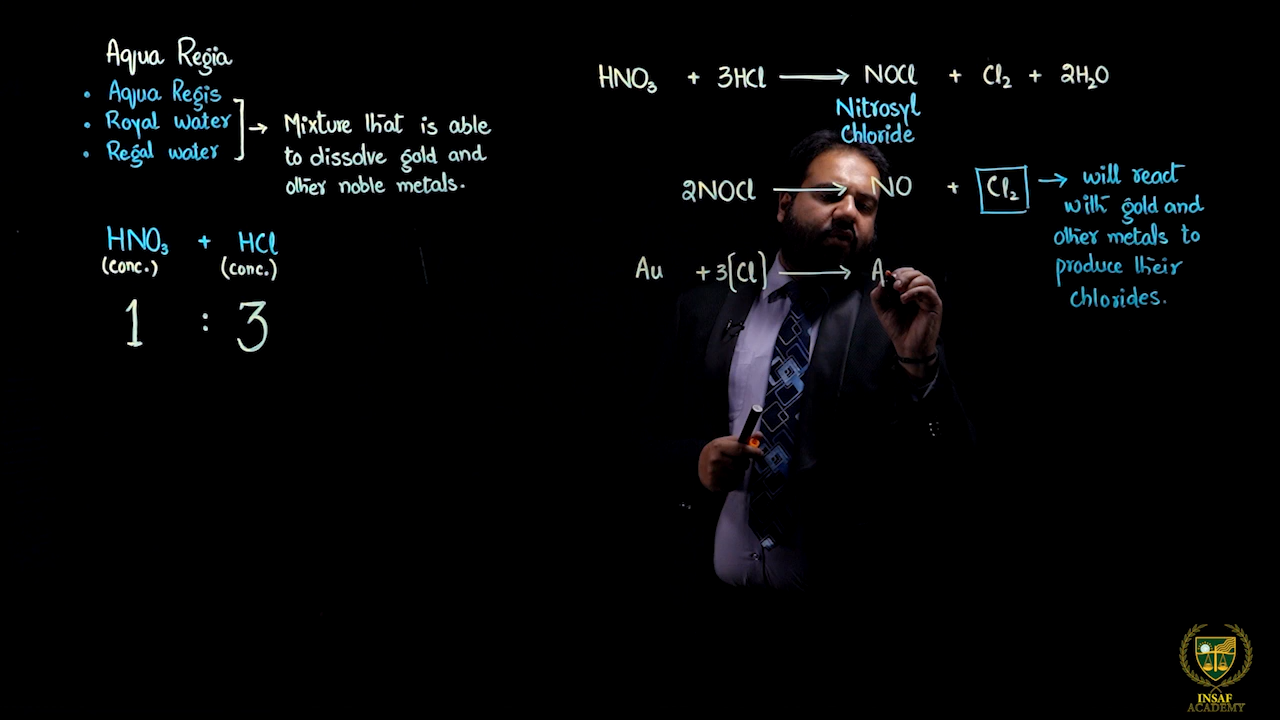 Aqua Regia
• Aqua Regis
• Royal water
• Regal water
→ Mixture that is able
to dissolve gold and
other noble metals.
HNO₃ + HCl
(conc.) (conc.)
1 : 3
HNO₃ + 3HCl ⟶ NOCl + Cl₂ + 2H₂O
Nitrosyl
Chloride
2NOCl ⟶ NO + Cl₂ → will react
with gold and
other metals to
produce their
chlorides.
Au + 3[Cl] ⟶ A
INSAF
ACADEMY